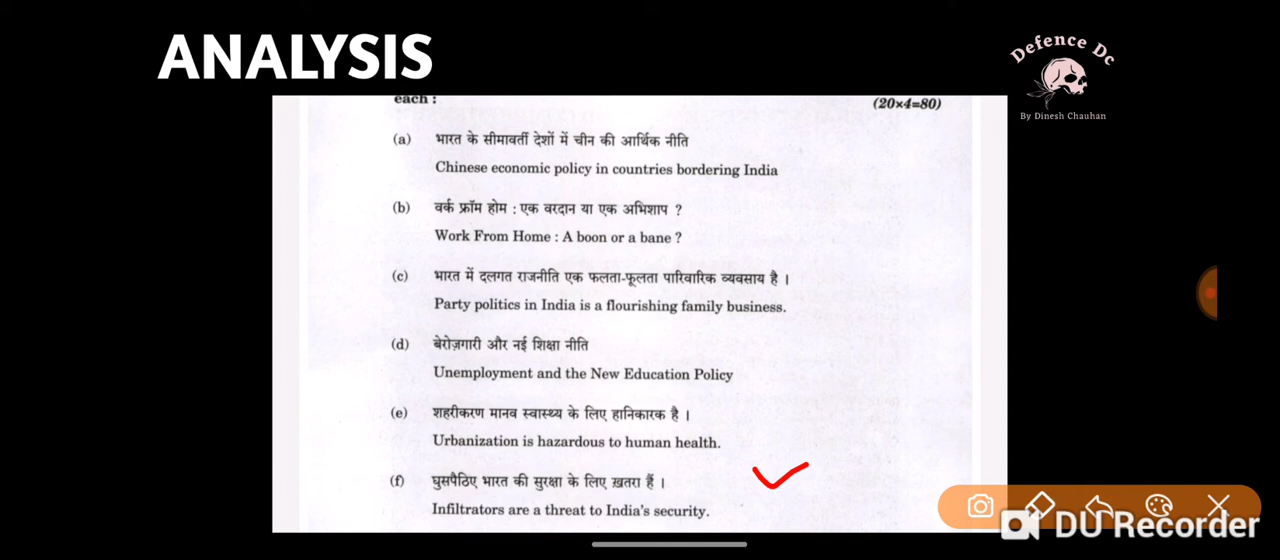 ANALYSIS
Defence Dc
By Dinesh Chauhan
each :
(20×4=80)
(a) भारत के सीमावर्ती देशों में चीन की आर्थिक नीति
Chinese economic policy in countries bordering India
(b) वर्क फ्रॉम होम : एक वरदान या एक अभिशाप ?
Work From Home : A boon or a bane ?
(c) भारत में दलगत राजनीति एक फलता-फूलता पारिवारिक व्यवसाय है ।
Party politics in India is a flourishing family business.
(d) बेरोज़गारी और नई शिक्षा नीति
Unemployment and the New Education Policy
(e) शहरीकरण मानव स्वास्थ्य के लिए हानिकारक है ।
Urbanization is hazardous to human health.
(f) घुसपैठिए भारत की सुरक्षा के लिए ख़तरा हैं ।
Infiltrators are a threat to India's security.
DU Recorder